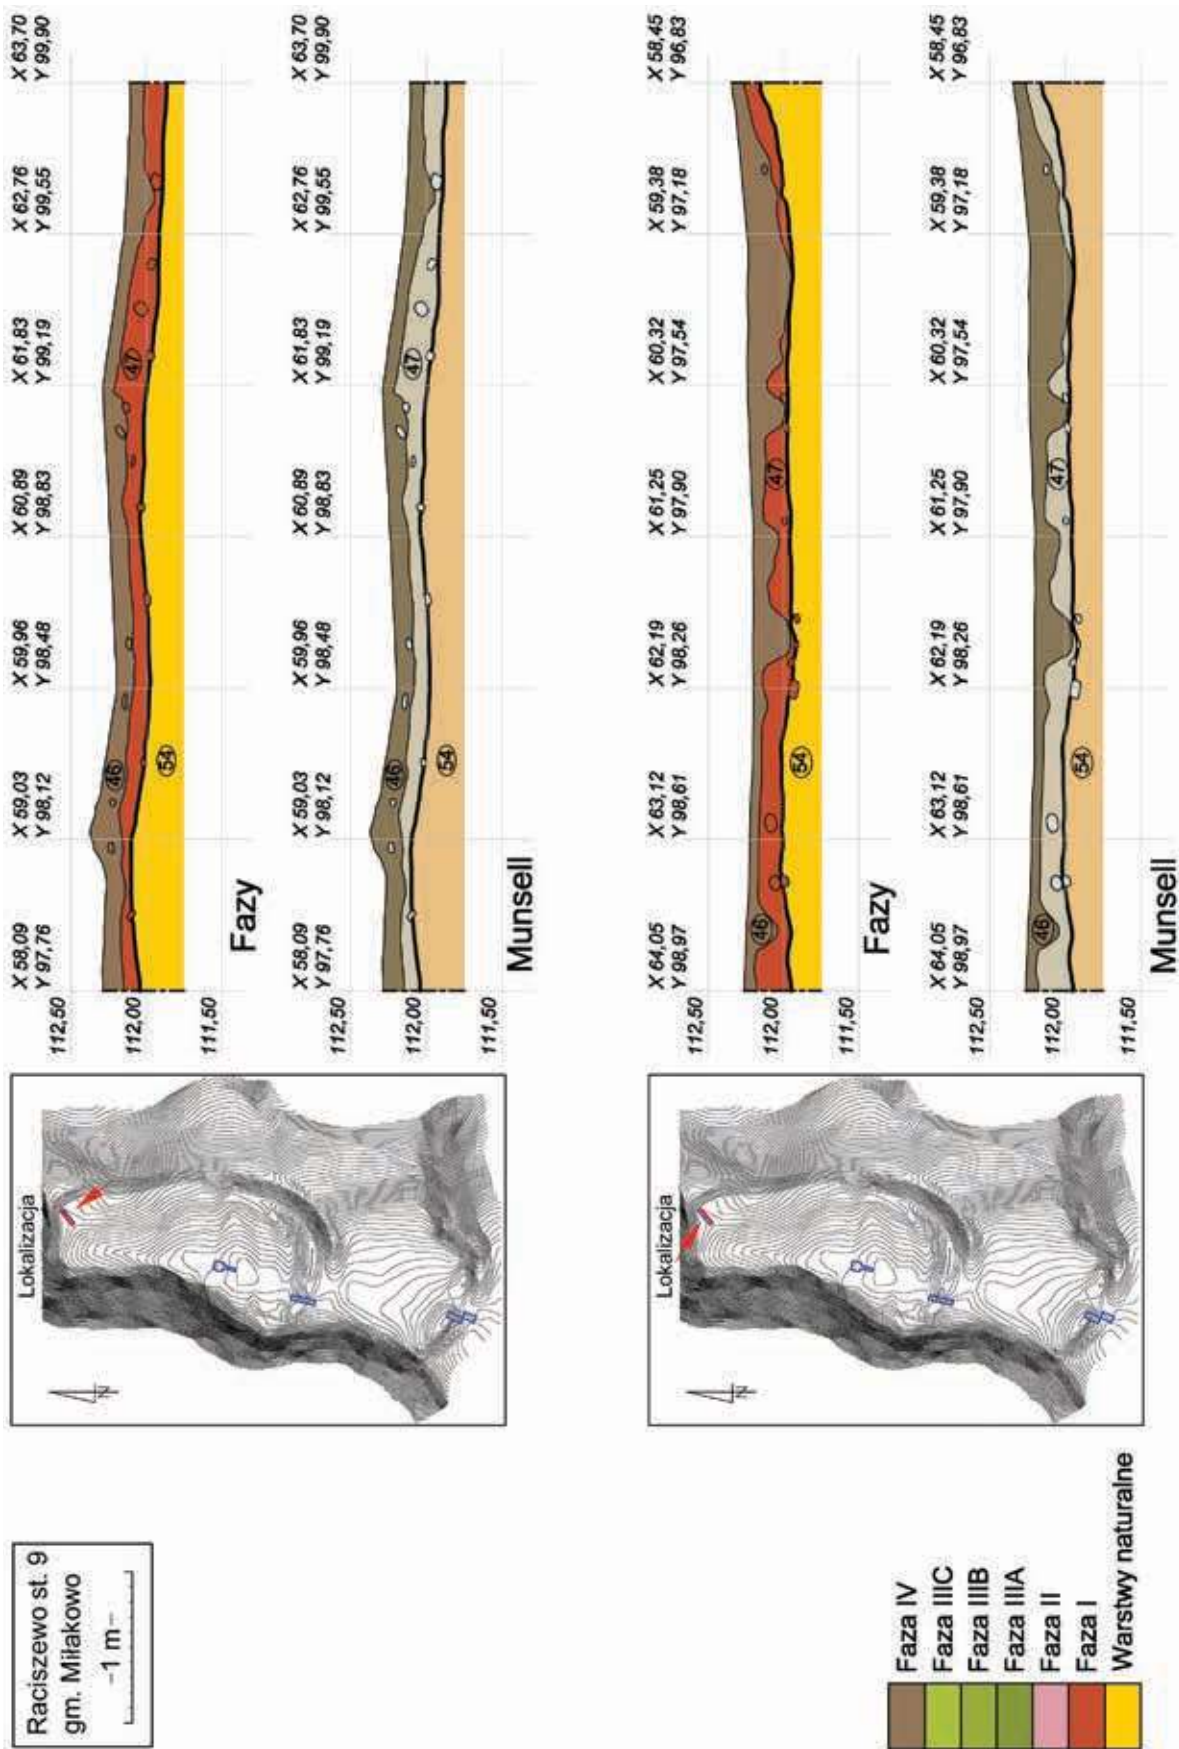 Raciszewo st. 9
gm. Miłakowo
–1 m–
Lokalizacja
N
112,50
112,00
111,50
X 58,09
Y 97,76
X 59,03
Y 98,12
X 59,96
Y 98,48
X 60,89
Y 98,83
X 61,83
Y 99,19
X 62,76
Y 99,55
X 63,70
Y 99,90
46
47
54
Fazy
112,50
112,00
111,50
X 58,09
Y 97,76
X 59,03
Y 98,12
X 59,96
Y 98,48
X 60,89
Y 98,83
X 61,83
Y 99,19
X 62,76
Y 99,55
X 63,70
Y 99,90
46
47
54
Munsell
Lokalizacja
N
112,50
112,00
111,50
X 64,05
Y 98,97
X 63,12
Y 98,61
X 62,19
Y 98,26
X 61,25
Y 97,90
X 60,32
Y 97,54
X 59,38
Y 97,18
X 58,45
Y 96,83
46
47
54
Fazy
112,50
112,00
111,50
X 64,05
Y 98,97
X 63,12
Y 98,61
X 62,19
Y 98,26
X 61,25
Y 97,90
X 60,32
Y 97,54
X 59,38
Y 97,18
X 58,45
Y 96,83
46
47
54
Munsell
Faza IV
Faza IIIC
Faza IIIB
Faza IIIA
Faza II
Faza I
Warstwy naturalne